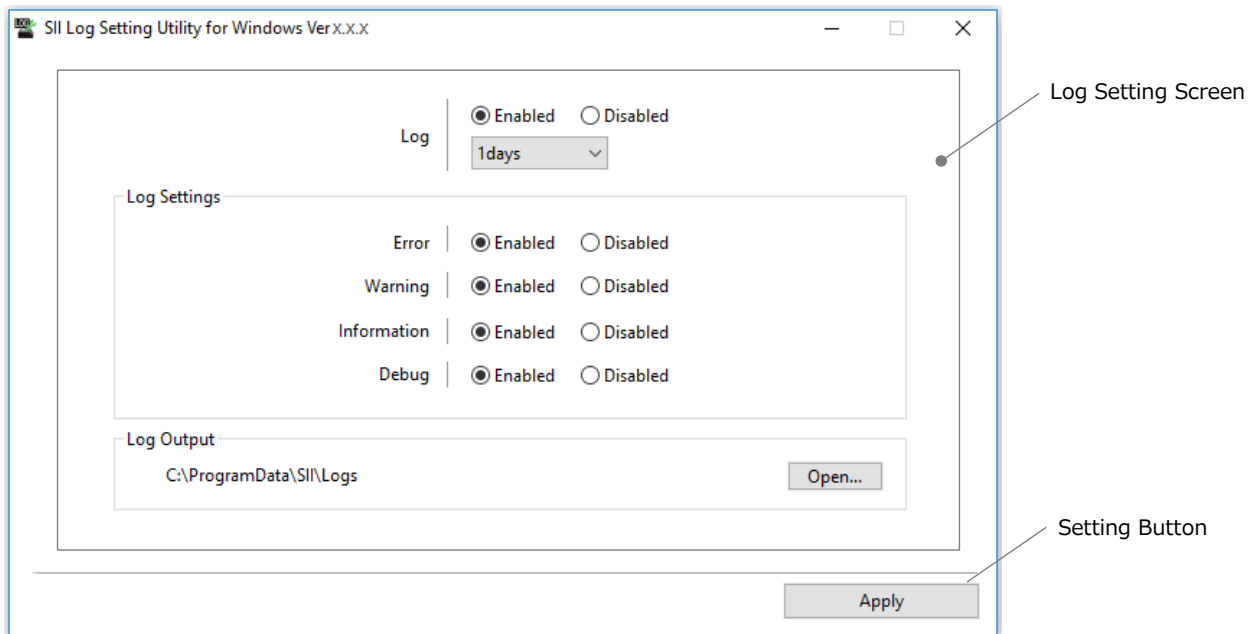 SII Log Setting Utility for Windows Ver X.X.X
Log Setting Screen
Log
Enabled Disabled
1days
Log Settings
Error Enabled Disabled
Warning Enabled Disabled
Information Enabled Disabled
Debug Enabled Disabled
Log Output
C:\ProgramData\SII\Logs Open...
Setting Button
Apply